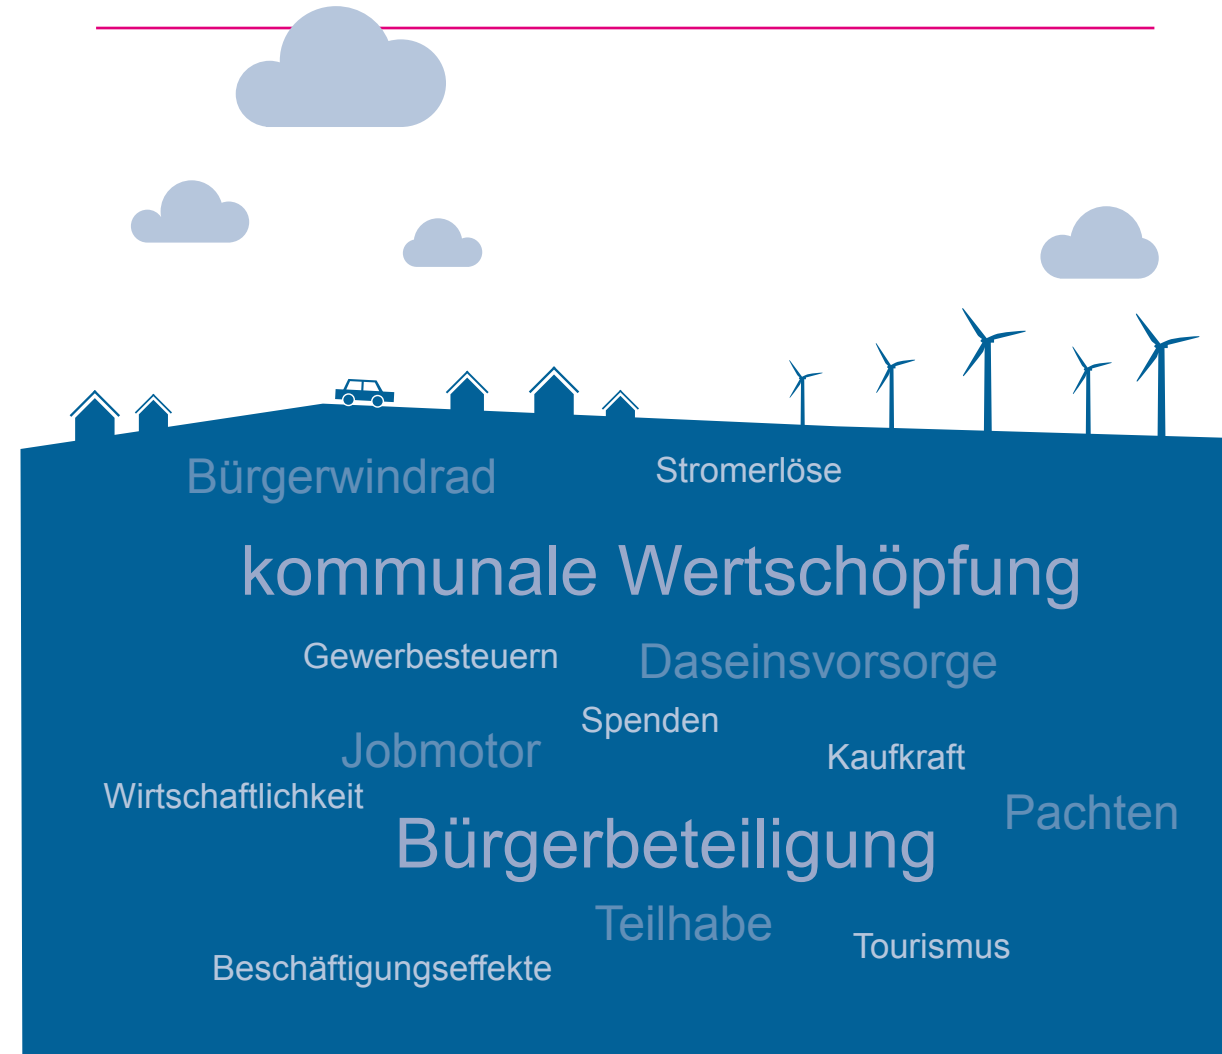 Bürgerwindrad
Stromerlöse
kommunale Wertschöpfung
Gewerbesteuern
Daseinsvorsorge
Spenden
Jobmotor
Kaufkraft
Wirtschaftlichkeit
Pachten
Bürgerbeteiligung
Teilhabe
Tourismus
Beschäftigungseffekte